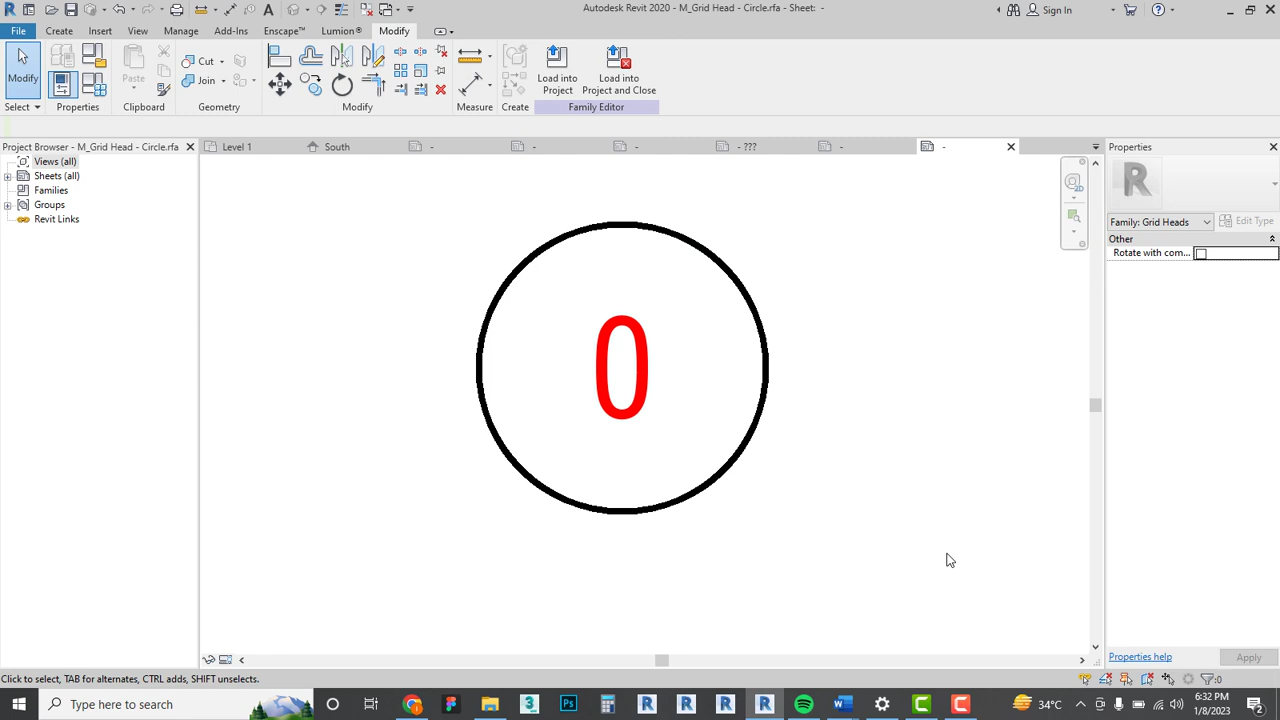 Autodesk Revit 2020 - M_Grid Head - Circle.rfa - Sheet: -
Sign In
File Create Insert View Manage Add-Ins Enscape™ Lumion® Modify
Modify
Paste
Cut
Join
Load into Project
Load into Project and Close
Select Properties Clipboard Geometry Modify Measure Create Family Editor
Project Browser - M_Grid Head - Circle.rfa
Level 1
South
-
-
-
- ???
-
-
Properties
Views (all)
Sheets (all)
Families
Groups
Revit Links
2D
R
Family: Grid Heads
Edit Type
Other
Rotate with com...
0
Properties help
Apply
Click to select, TAB for alternates, CTRL adds, SHIFT unselects.
:0
Type here to search
34°C
6:32 PM
1/8/2023
2